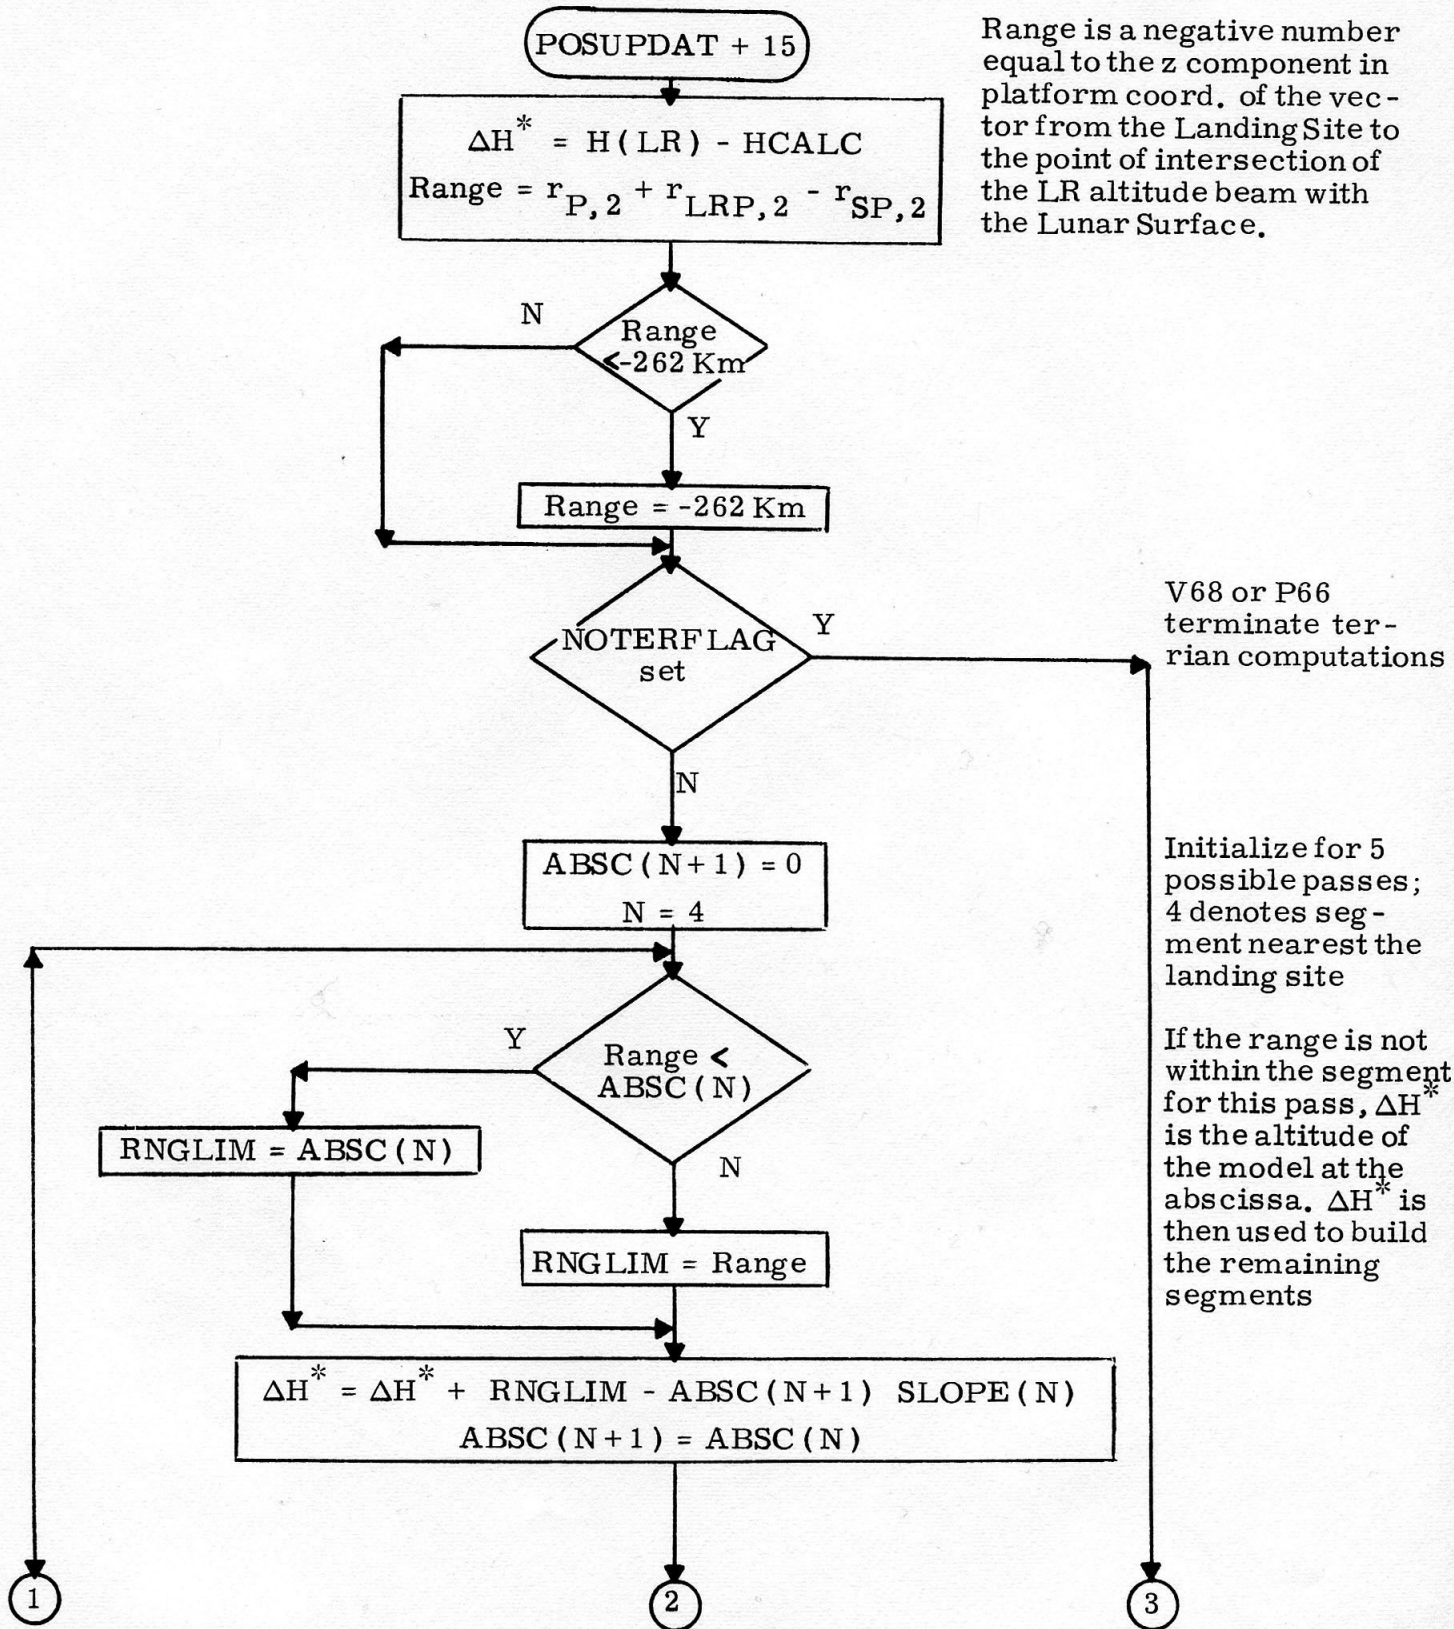 POSUPDAT + 15
Range is a negative number
equal to the z component in
platform coord. of the vec-
tor from the Landing Site to
the point of intersection of
the LR altitude beam with
the Lunar Surface.
ΔH* = H(LR) - HCALC
Range = r P, 2 + r LRP, 2 - r SP, 2
N
Range
<-262 Km
Y
Range = -262 Km
NOTERFLAG
set
Y
V68 or P66
terminate ter-
rian computations
N
ABSC(N+1) = 0
N = 4
Initialize for 5
possible passes;
4 denotes seg-
ment nearest the
landing site
Y
Range <
ABSC(N)
N
If the range is not
within the segment
for this pass, ΔH*
is the altitude of
the model at the
abscissa. ΔH* is
then used to build
the remaining
segments
RNGLIM = ABSC(N)
RNGLIM = Range
ΔH* = ΔH* + RNGLIM - ABSC(N+1) SLOPE(N)
ABSC(N+1) = ABSC(N)
1
2
3